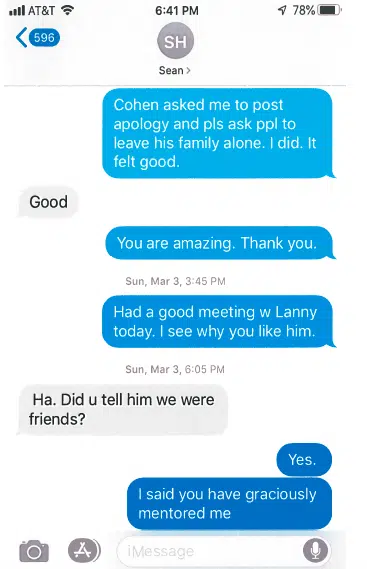 AT&T 6:41 PM 78%
596
SH
Sean
Cohen asked me to post
apology and pls ask ppl to
leave his family alone. I did. It
felt good.
Good
You are amazing. Thank you.
Sun, Mar 3, 3:45 PM
Had a good meeting w Lanny
today. I see why you like him.
Sun, Mar 3, 6:05 PM
Ha. Did u tell him we were
friends?
Yes.
I said you have graciously
mentored me
iMessage